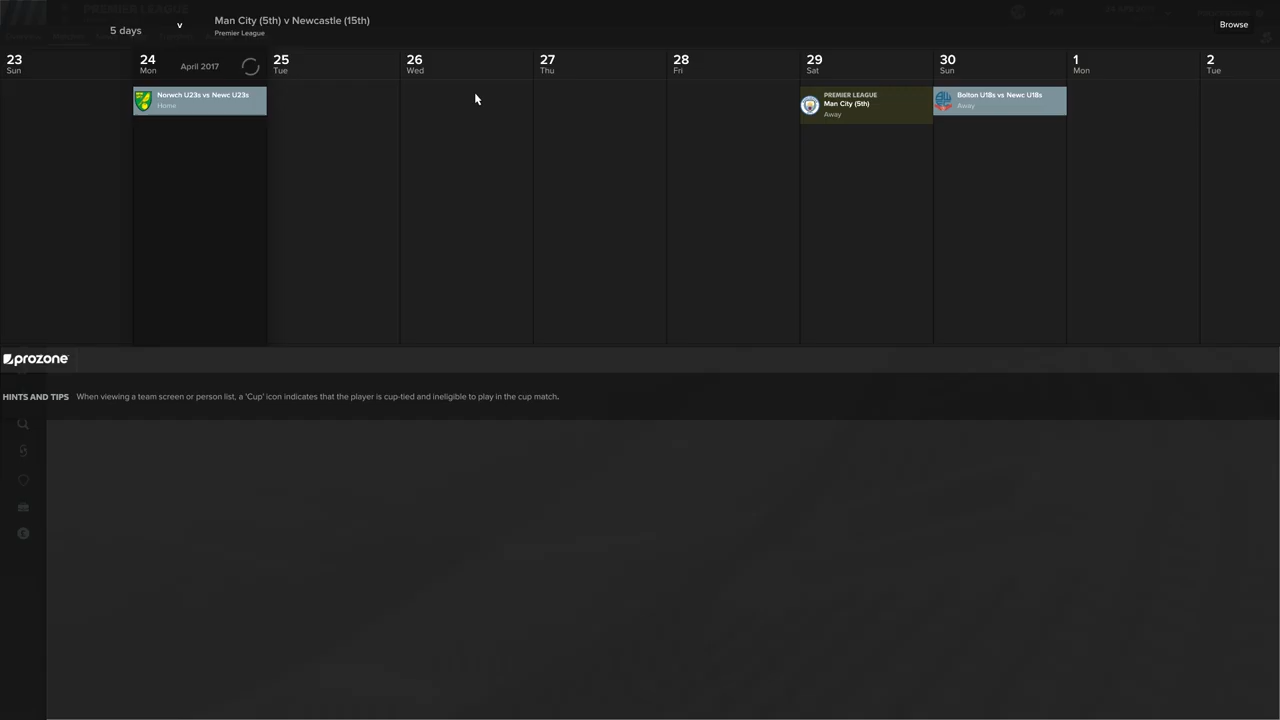 5 days
v
Man City (5th) v Newcastle (15th)
Premier League
Browse
23
Sun
24
Mon
April 2017
25
Tue
26
Wed
27
Thu
28
Fri
29
Sat
30
Sun
1
Mon
2
Tue
Norwch U23s vs Newc U23s
Home
PREMIER LEAGUE
Man City (5th)
Away
Bolton U18s vs Newc U18s
Away
prozone
HINTS AND TIPS When viewing a team screen or person list, a 'Cup' icon indicates that the player is cup-tied and ineligible to play in the cup match.
PREMIER LEAGUE